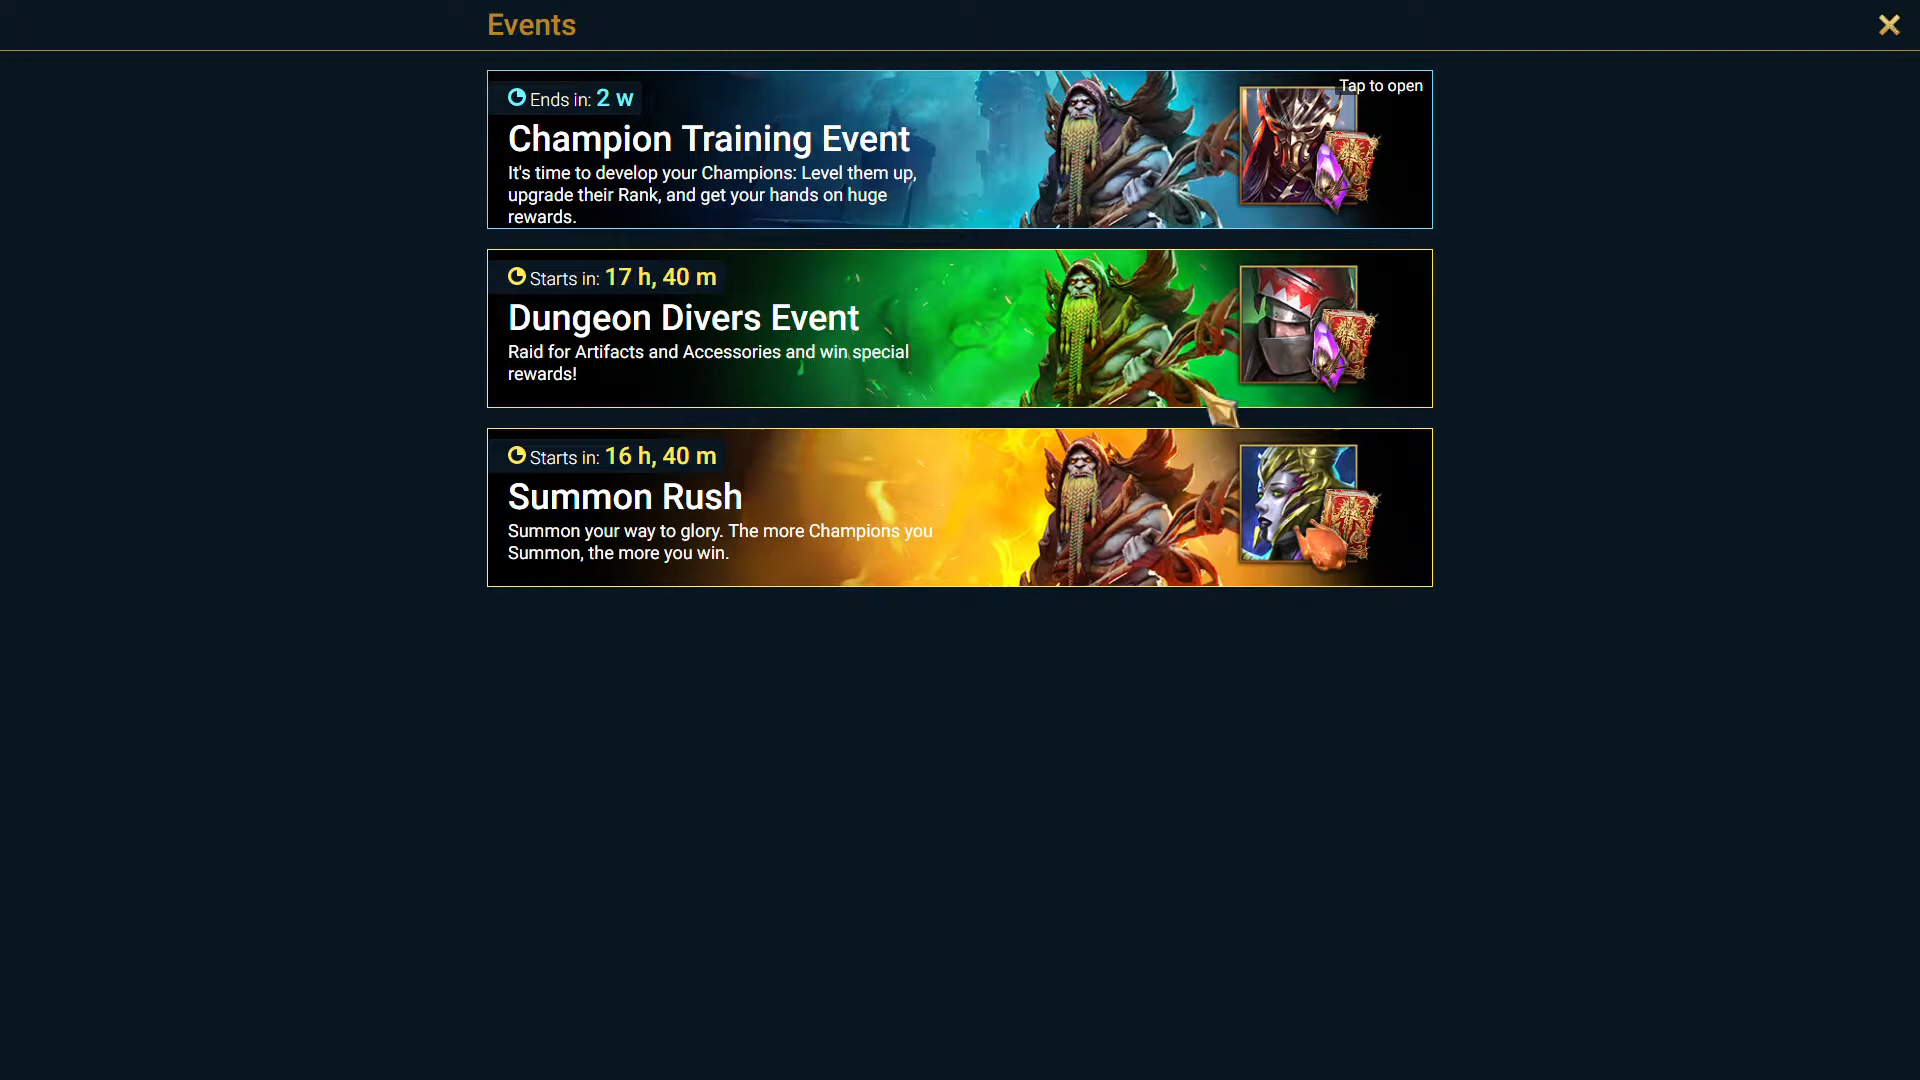 Events
Ends in: 2 w
Tap to open
Champion Training Event
It's time to develop your Champions: Level them up,
upgrade their Rank, and get your hands on huge
rewards.
Starts in: 17 h, 40 m
Dungeon Divers Event
Raid for Artifacts and Accessories and win special
rewards!
Starts in: 16 h, 40 m
Summon Rush
Summon your way to glory. The more Champions you
Summon, the more you win.